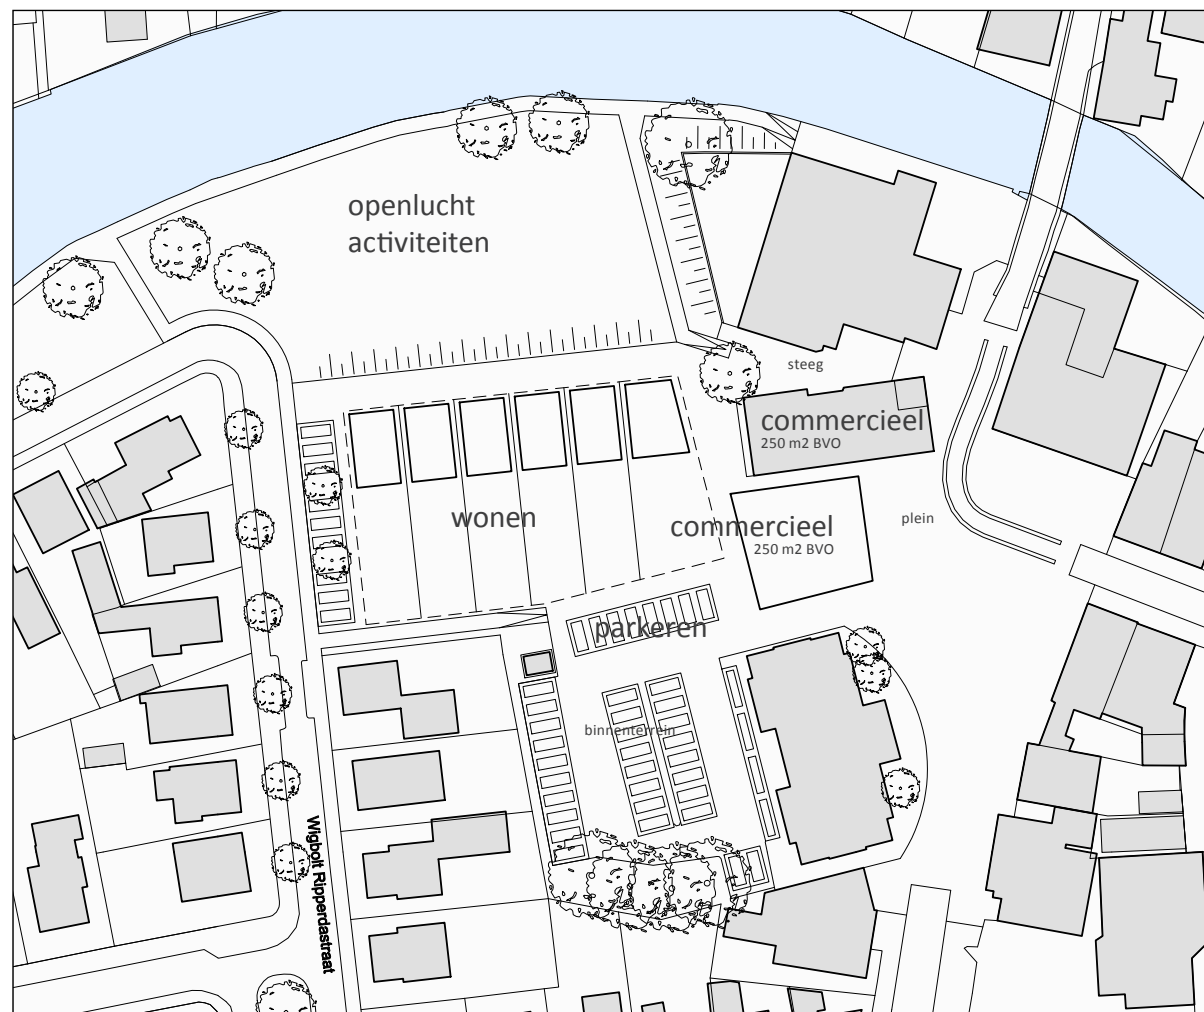 openlucht
activiteiten
steeg
commercieel
250 m2 BVO
wonen
commercieel
250 m2 BVO
plein
parkeren
binnenterrein
Wigbolt Ripperdastraat